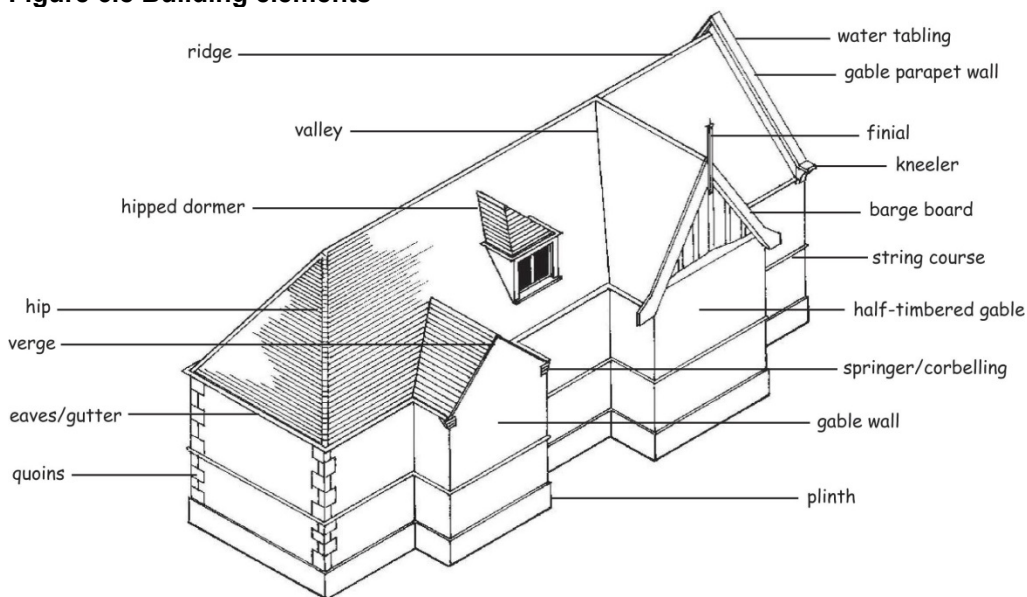 Figure 6.6 Building elements
ridge
valley
hipped dormer
hip
verge
eaves/gutter
quoins
water tabling
gable parapet wall
finial
kneeler
barge board
string course
half-timbered gable
springer/corbelling
gable wall
plinth